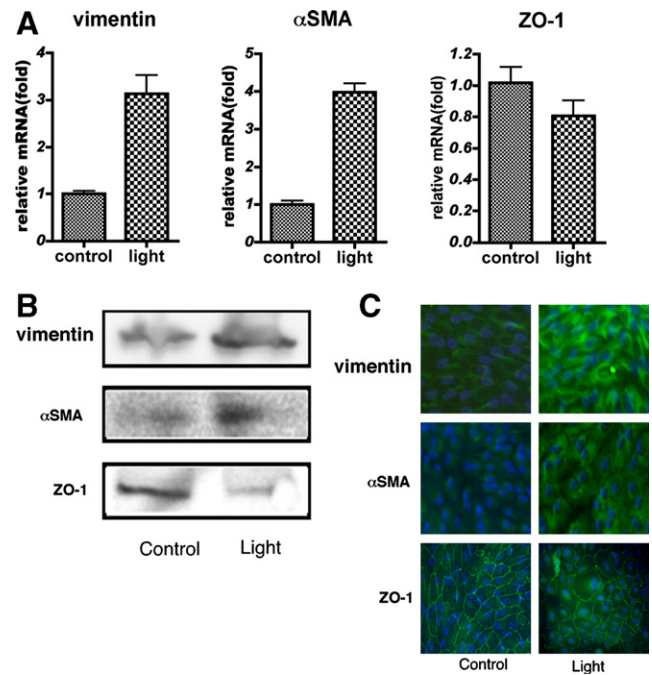 A
vimentin
relative mRNA(fold)
4
3
2
1
0
control light
αSMA
relative mRNA(fold)
5
4
3
2
1
0
control light
ZO-1
relative mRNA(fold)
1.2
1.0
0.8
0.6
0.4
0.2
0.0
control light
B
vimentin
αSMA
ZO-1
Control Light
C
vimentin
αSMA
ZO-1
Control Light